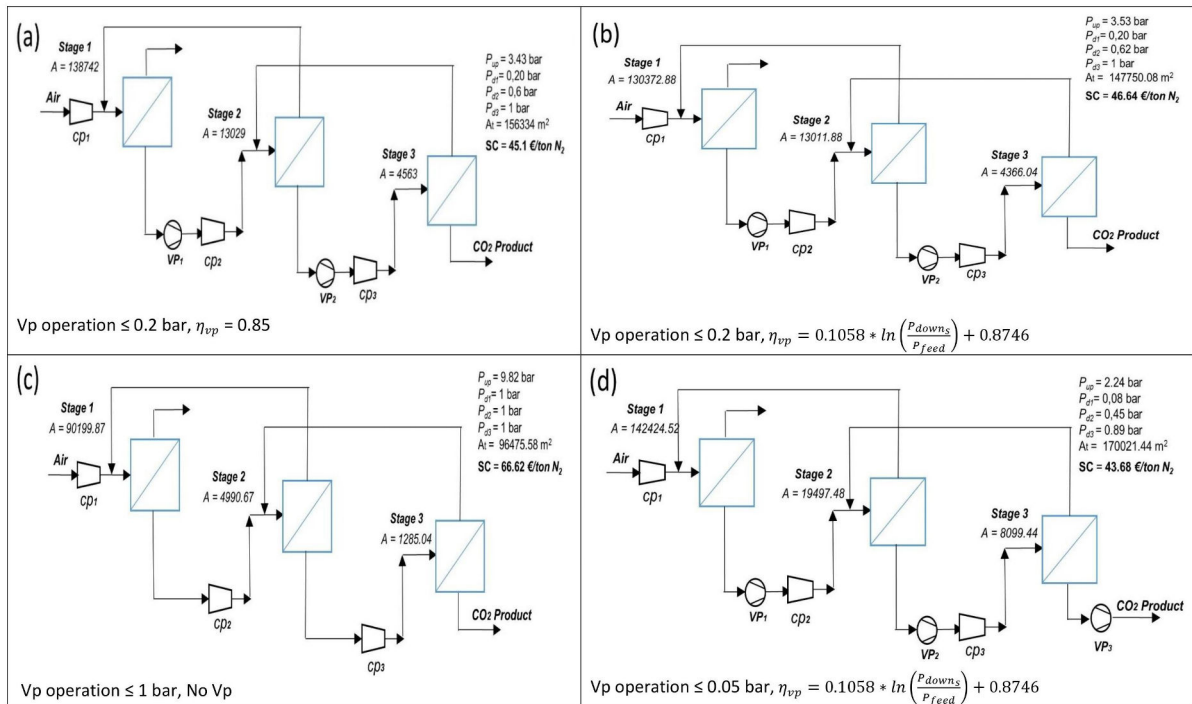 (a)
Stage 1
A = 138742
Air
cp1
Stage 2
A = 13029
VP1
cp2
Stage 3
A = 4563
VP2
cp3
CO2 Product
Pup = 3.43 bar
Pd1 = 0,20 bar
Pd2 = 0,6 bar
Pd3 = 1 bar
At = 156334 m²
SC = 45.1 €/ton N2
Vp operation ≤ 0.2 bar, ηvp = 0.85
(b)
Stage 1
A = 130372.88
Air
cp1
Stage 2
A = 13011.88
VP1
cp2
Stage 3
A = 4366.04
VP2
cp3
CO2 Product
Pup = 3.53 bar
Pd1 = 0,20 bar
Pd2 = 0,62 bar
Pd3 = 1 bar
At = 147750.08 m²
SC = 46.64 €/ton N2
Vp operation ≤ 0.2 bar, ηvp = 0.1058 * ln(Pdowns/Pfeed) + 0.8746
(c)
Stage 1
A = 90199.87
Air
cp1
Stage 2
A = 4990.67
cp2
Stage 3
A = 1285.04
cp3
CO2 Product
Pup = 9.82 bar
Pd1 = 1 bar
Pd2 = 1 bar
Pd3 = 1 bar
At = 96475.58 m²
SC = 66.62 €/ton N2
Vp operation ≤ 1 bar, No Vp
(d)
Stage 1
A = 142424.52
Air
cp1
Stage 2
A = 19497.48
VP1
cp2
Stage 3
A = 8099.44
VP2
cp3
CO2 Product
VP3
Pup = 2.24 bar
Pd1 = 0,08 bar
Pd2 = 0,45 bar
Pd3 = 0.89 bar
At = 170021.44 m²
SC = 43.68 €/ton N2
Vp operation ≤ 0.05 bar, ηvp = 0.1058 * ln(Pdowns/Pfeed) + 0.8746